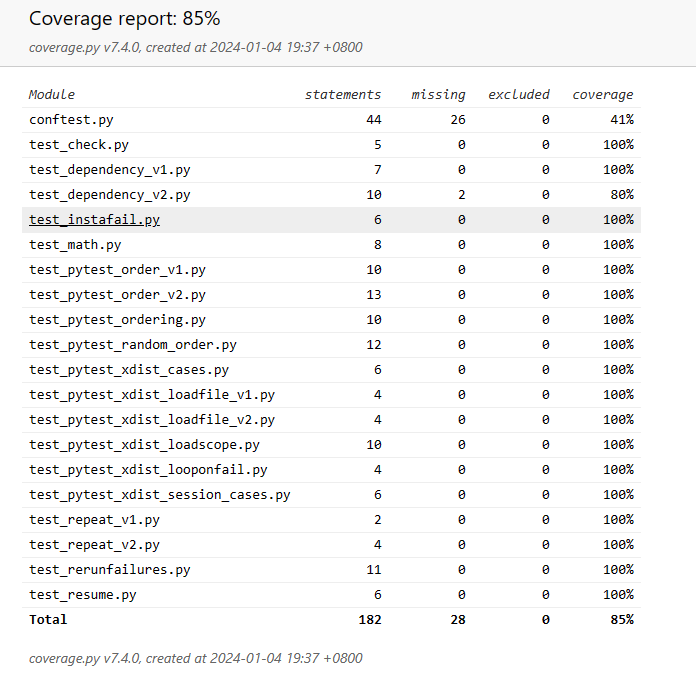 Coverage report: 85%
coverage.py v7.4.0, created at 2024-01-04 19:37 +0800
Module statements missing excluded coverage
conftest.py 44 26 0 41%
test_check.py 5 0 0 100%
test_dependency_v1.py 7 0 0 100%
test_dependency_v2.py 10 2 0 80%
test_instafail.py 6 0 0 100%
test_math.py 8 0 0 100%
test_pytest_order_v1.py 10 0 0 100%
test_pytest_order_v2.py 13 0 0 100%
test_pytest_ordering.py 10 0 0 100%
test_pytest_random_order.py 12 0 0 100%
test_pytest_xdist_cases.py 6 0 0 100%
test_pytest_xdist_loadfile_v1.py 4 0 0 100%
test_pytest_xdist_loadfile_v2.py 4 0 0 100%
test_pytest_xdist_loadscope.py 10 0 0 100%
test_pytest_xdist_looponfail.py 4 0 0 100%
test_pytest_xdist_session_cases.py 6 0 0 100%
test_repeat_v1.py 2 0 0 100%
test_repeat_v2.py 4 0 0 100%
test_rerunfailures.py 11 0 0 100%
test_resume.py 6 0 0 100%
Total 182 28 0 85%
coverage.py v7.4.0, created at 2024-01-04 19:37 +0800